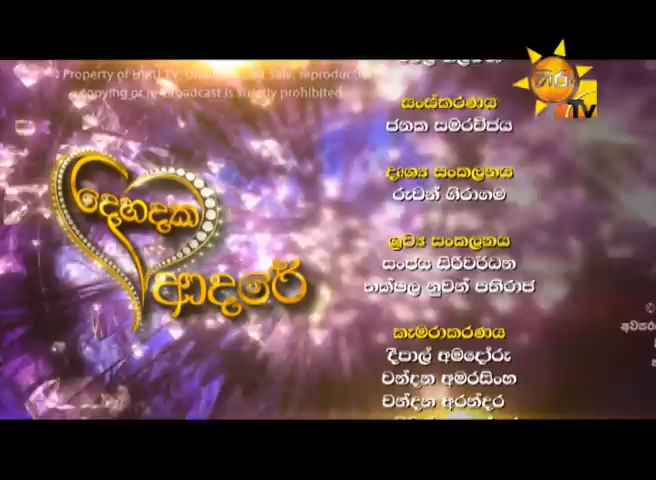 Property of Hiru TV. Unauthorized sale, reproduction
copying or re-broadcast is strictly prohibited
හිරු
TV
දෙහදක
ආදරේ
සංස්කරණය
ජනක සමරවිජය
දෘශ්‍ය සංකලනය
රුවන් ගිරාගම
ශ්‍රව්‍ය සංකලනය
සංජය සිරිවර්ධන
තක්ෂල නුවන් පතිරාජ
කැමරාකරණය
දීපාල් අමදෝරු
චන්දන අමරසිංහ
චන්දන අරන්දර